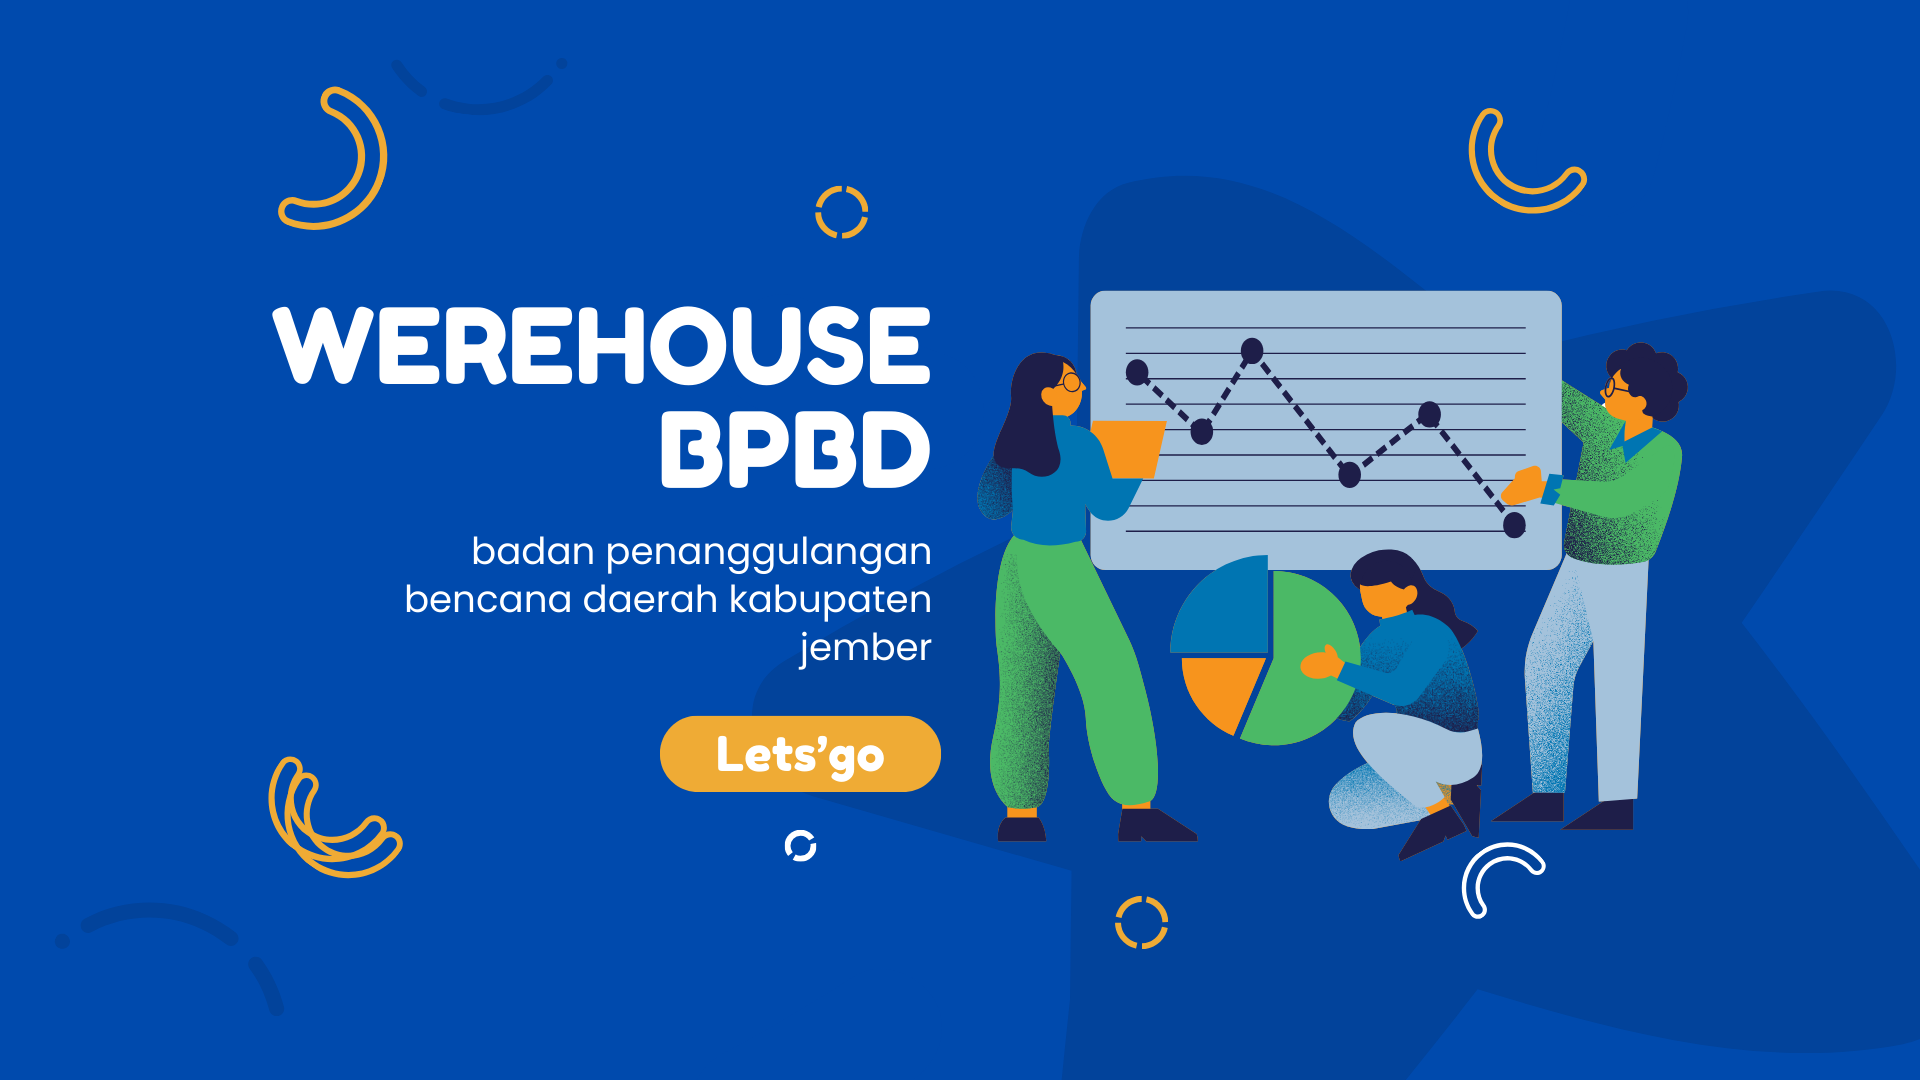 WEREHOUSE
BPBD
badan penanggulangan
bencana daerah kabupaten
jember
Lets’go